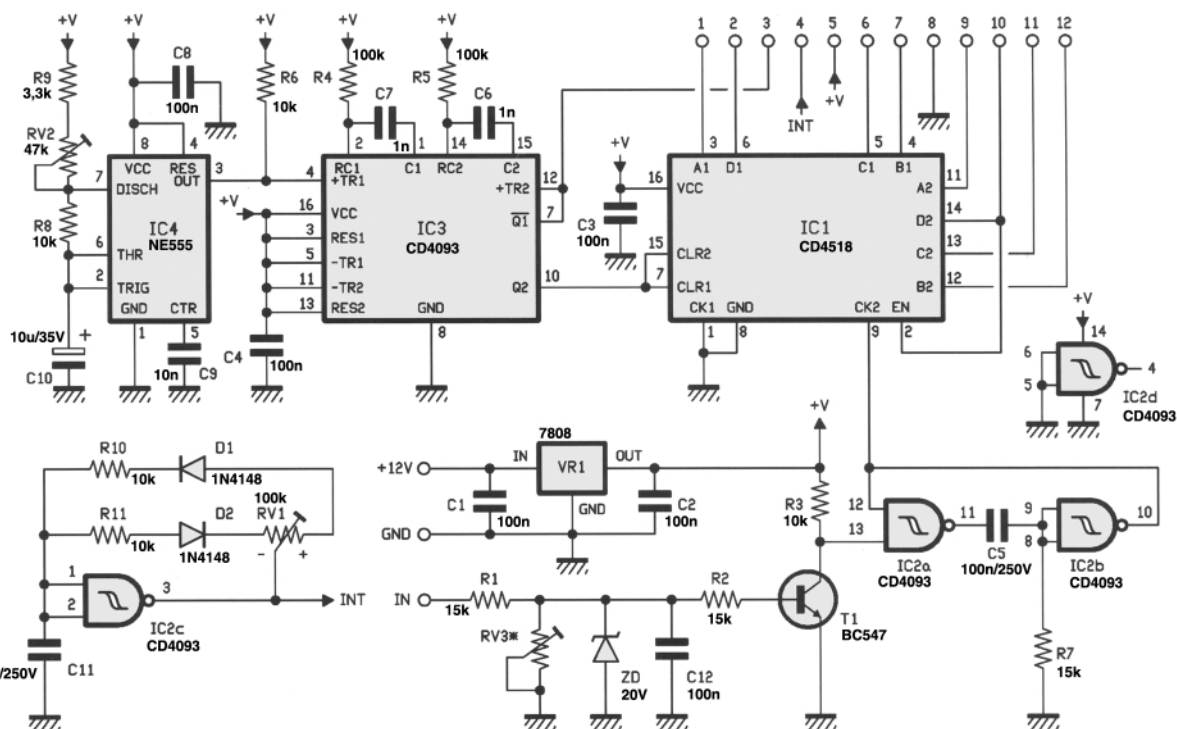 +V +V +V +V +V 1 2 3 4 5 6 7 8 9 10 11 12
R9 3,3k
C8 100n
R6 10k
100k R4
100k R5
C7 1n
C6 1n
INT +V
RV2 47k
8 4 2 1 14 15 3 6 5 4
VCC RES OUT 3
7 DISCH
IC4 NE555
R8 10k
6 THR
2 TRIG
GND CTR
1 5
10u/35V +
C10
10n C9
RC1 C1 RC2 C2
4 +TR1
+V 16 VCC
3 RES1
5 -TR1
11 -TR2
13 RES2
IC3 CD4093
12 +TR2
7 Q1
10 Q2
GND
8
C4 100n
+V
C3 100n
A1 D1 C1 B1
16 VCC
15 CLR2
7 CLR1
IC1 CD4518
11 A2
14 D2
13 C2
12 B2
CK1 GND CK2 EN
1 8 9 2
+V
14
6
5
4
7
IC2d
CD4093
R10 10k
D1 1N4148
100k RV1
R11 10k
D2 1N4148
- +
1
2
3
INT
IC2c
CD4093
/250V C11
7808
+12V IN VR1 OUT
GND
C1 100n
C2 100n
GND
+V
R3 10k
12
13
11
IC2a
CD4093
C5
100n/250V
9
8
10
IC2b
CD4093
IN R1 15k
RV3*
ZD 20V
C12 100n
R2 15k
T1 BC547
R7 15k